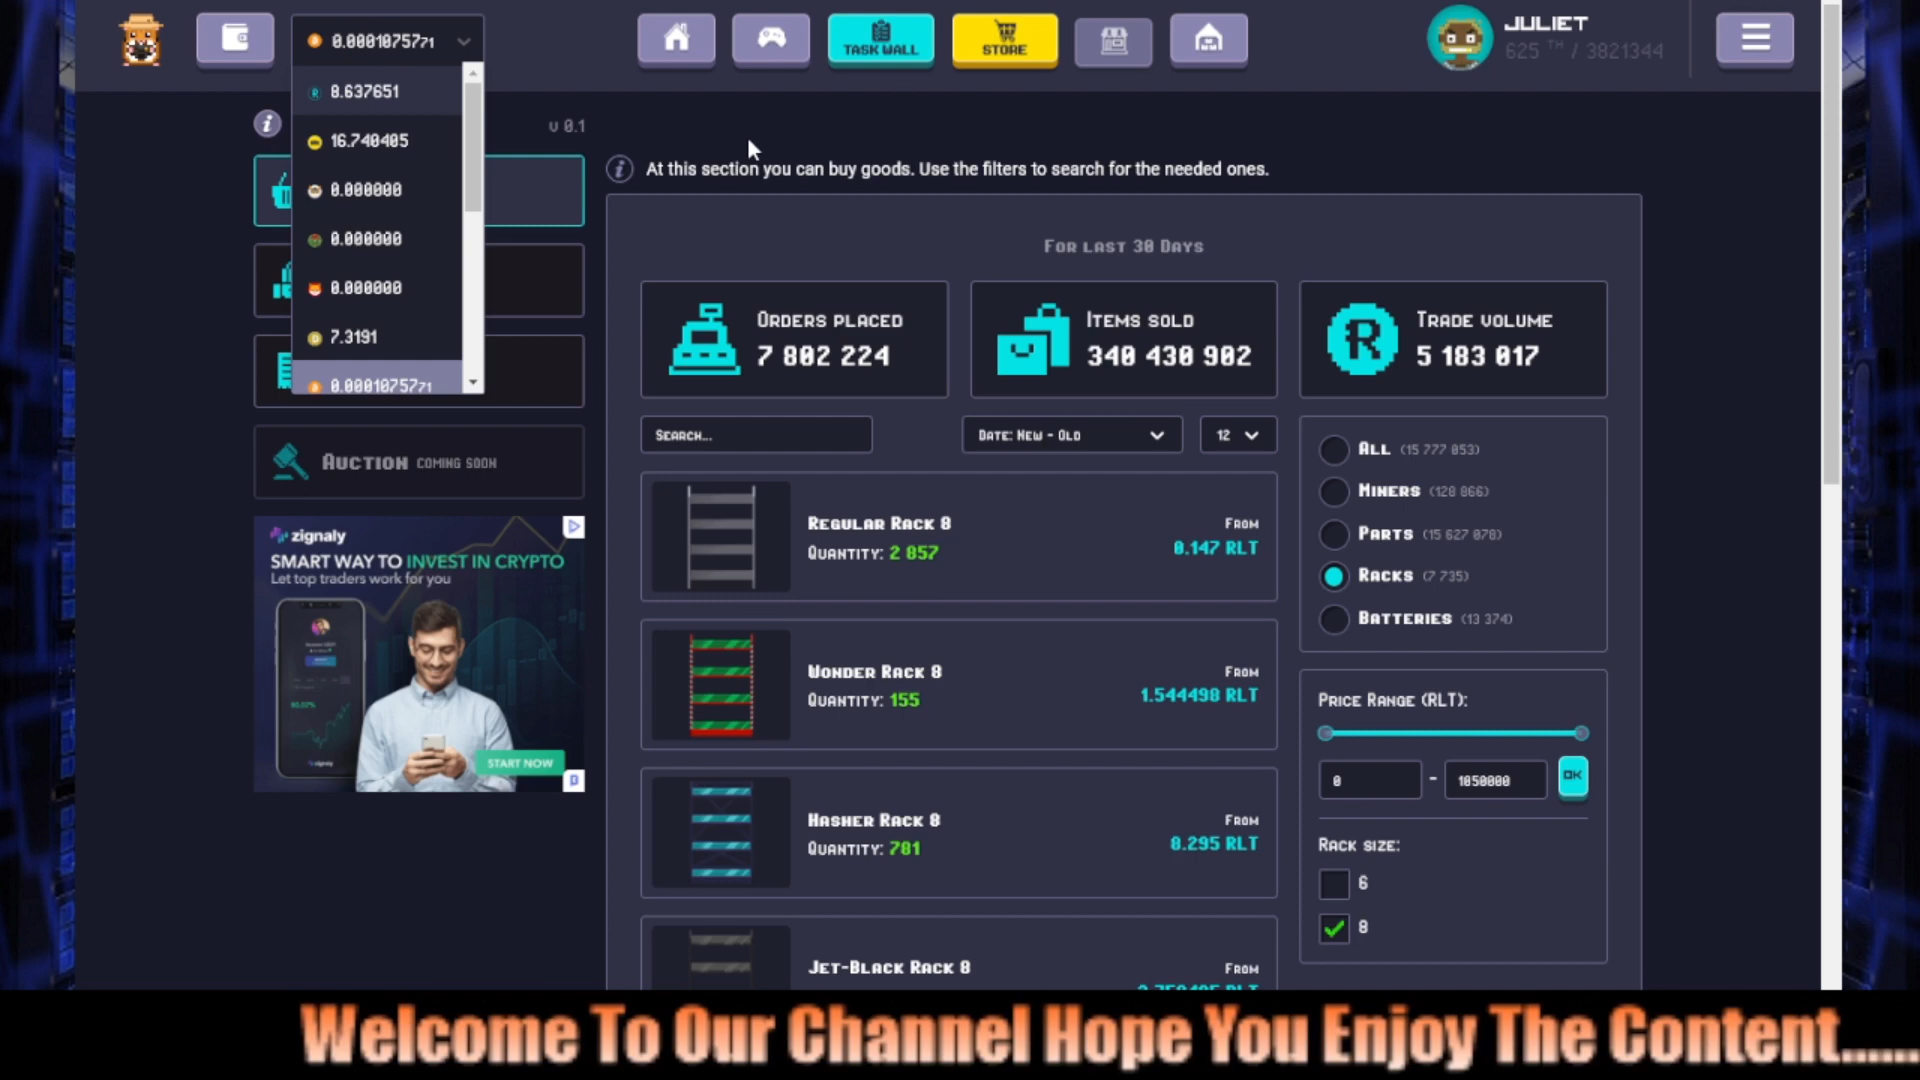 0.0001075771
TASK WALL
STORE
JULIET
625 TH / 3821344
8.637651
16.740405
0.000000
0.000000
0.000000
7.3191
0.0001075771
v 0.1
At this section you can buy goods. Use the filters to search for the needed ones.
For last 30 Days
Orders placed
7 802 224
Items sold
340 430 902
Trade volume
5 183 017
Search...
Date: New - Old
12
Auction coming soon
zignaly
SMART WAY TO INVEST IN CRYPTO
Let top traders work for you
START NOW
Regular Rack 8
Quantity: 2 857
From
0.147 RLT
Wonder Rack 8
Quantity: 155
From
1.544498 RLT
Hasher Rack 8
Quantity: 781
From
8.295 RLT
Jet-Black Rack 8
From
All (15 777 053)
Miners (128 866)
Parts (15 627 078)
Racks (7 735)
Batteries (13 374)
Price Range (RLT):
0 - 1050000 OK
Rack size:
6
8
Welcome To Our Channel Hope You Enjoy The Content......